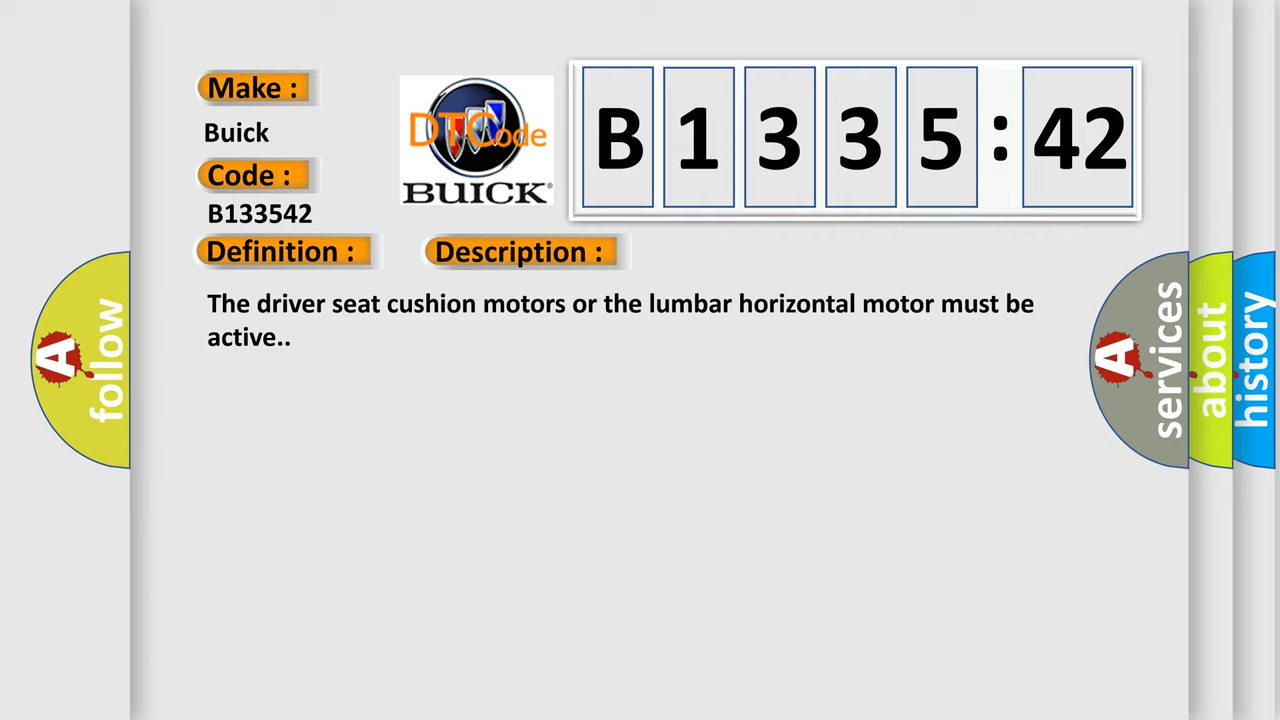 Make :
Buick
Code :
B133542
Definition :
Description :
The driver seat cushion motors or the lumbar horizontal motor must be
active..
DTCode
BUICK®
B 1 3 3 5 : 42
A follow
A services
about
history